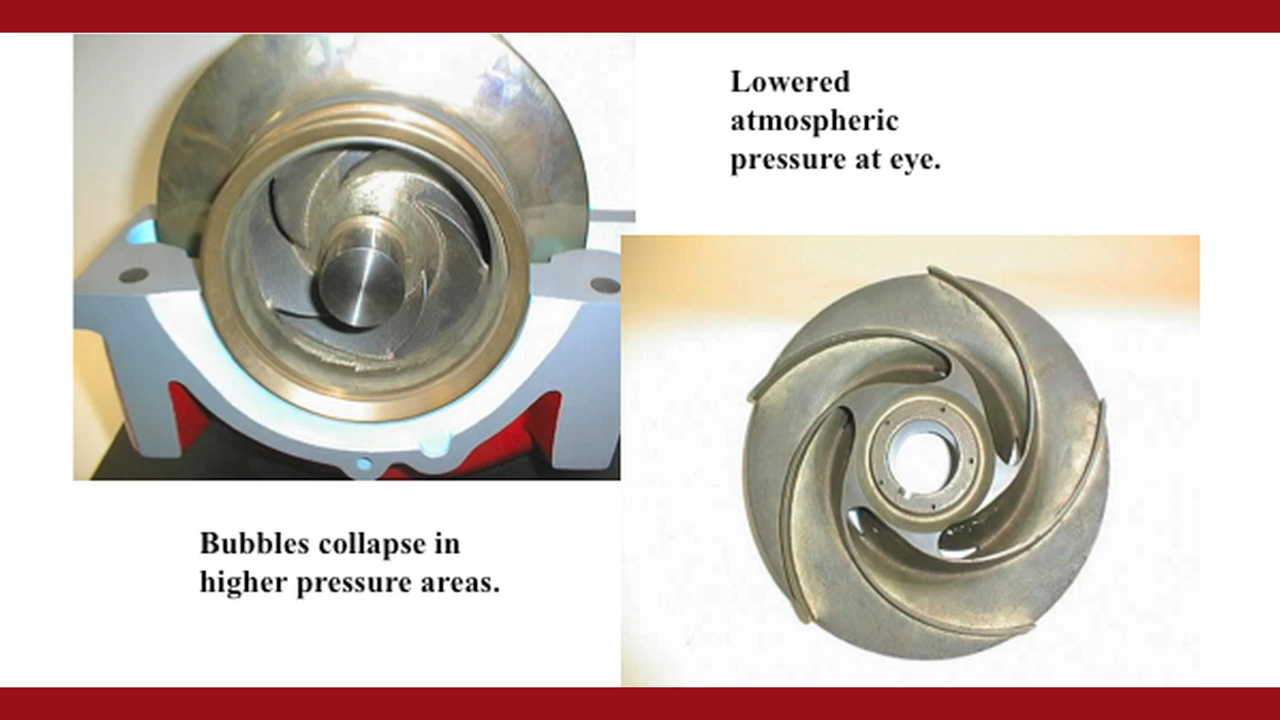 Lowered
atmospheric
pressure at eye.
Bubbles collapse in
higher pressure areas.